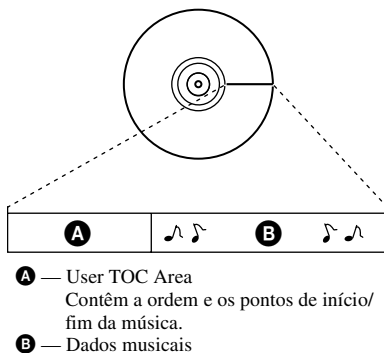 A B
A — User TOC Area
Contêm a ordem e os pontos de início/
fim da música.
B — Dados musicais